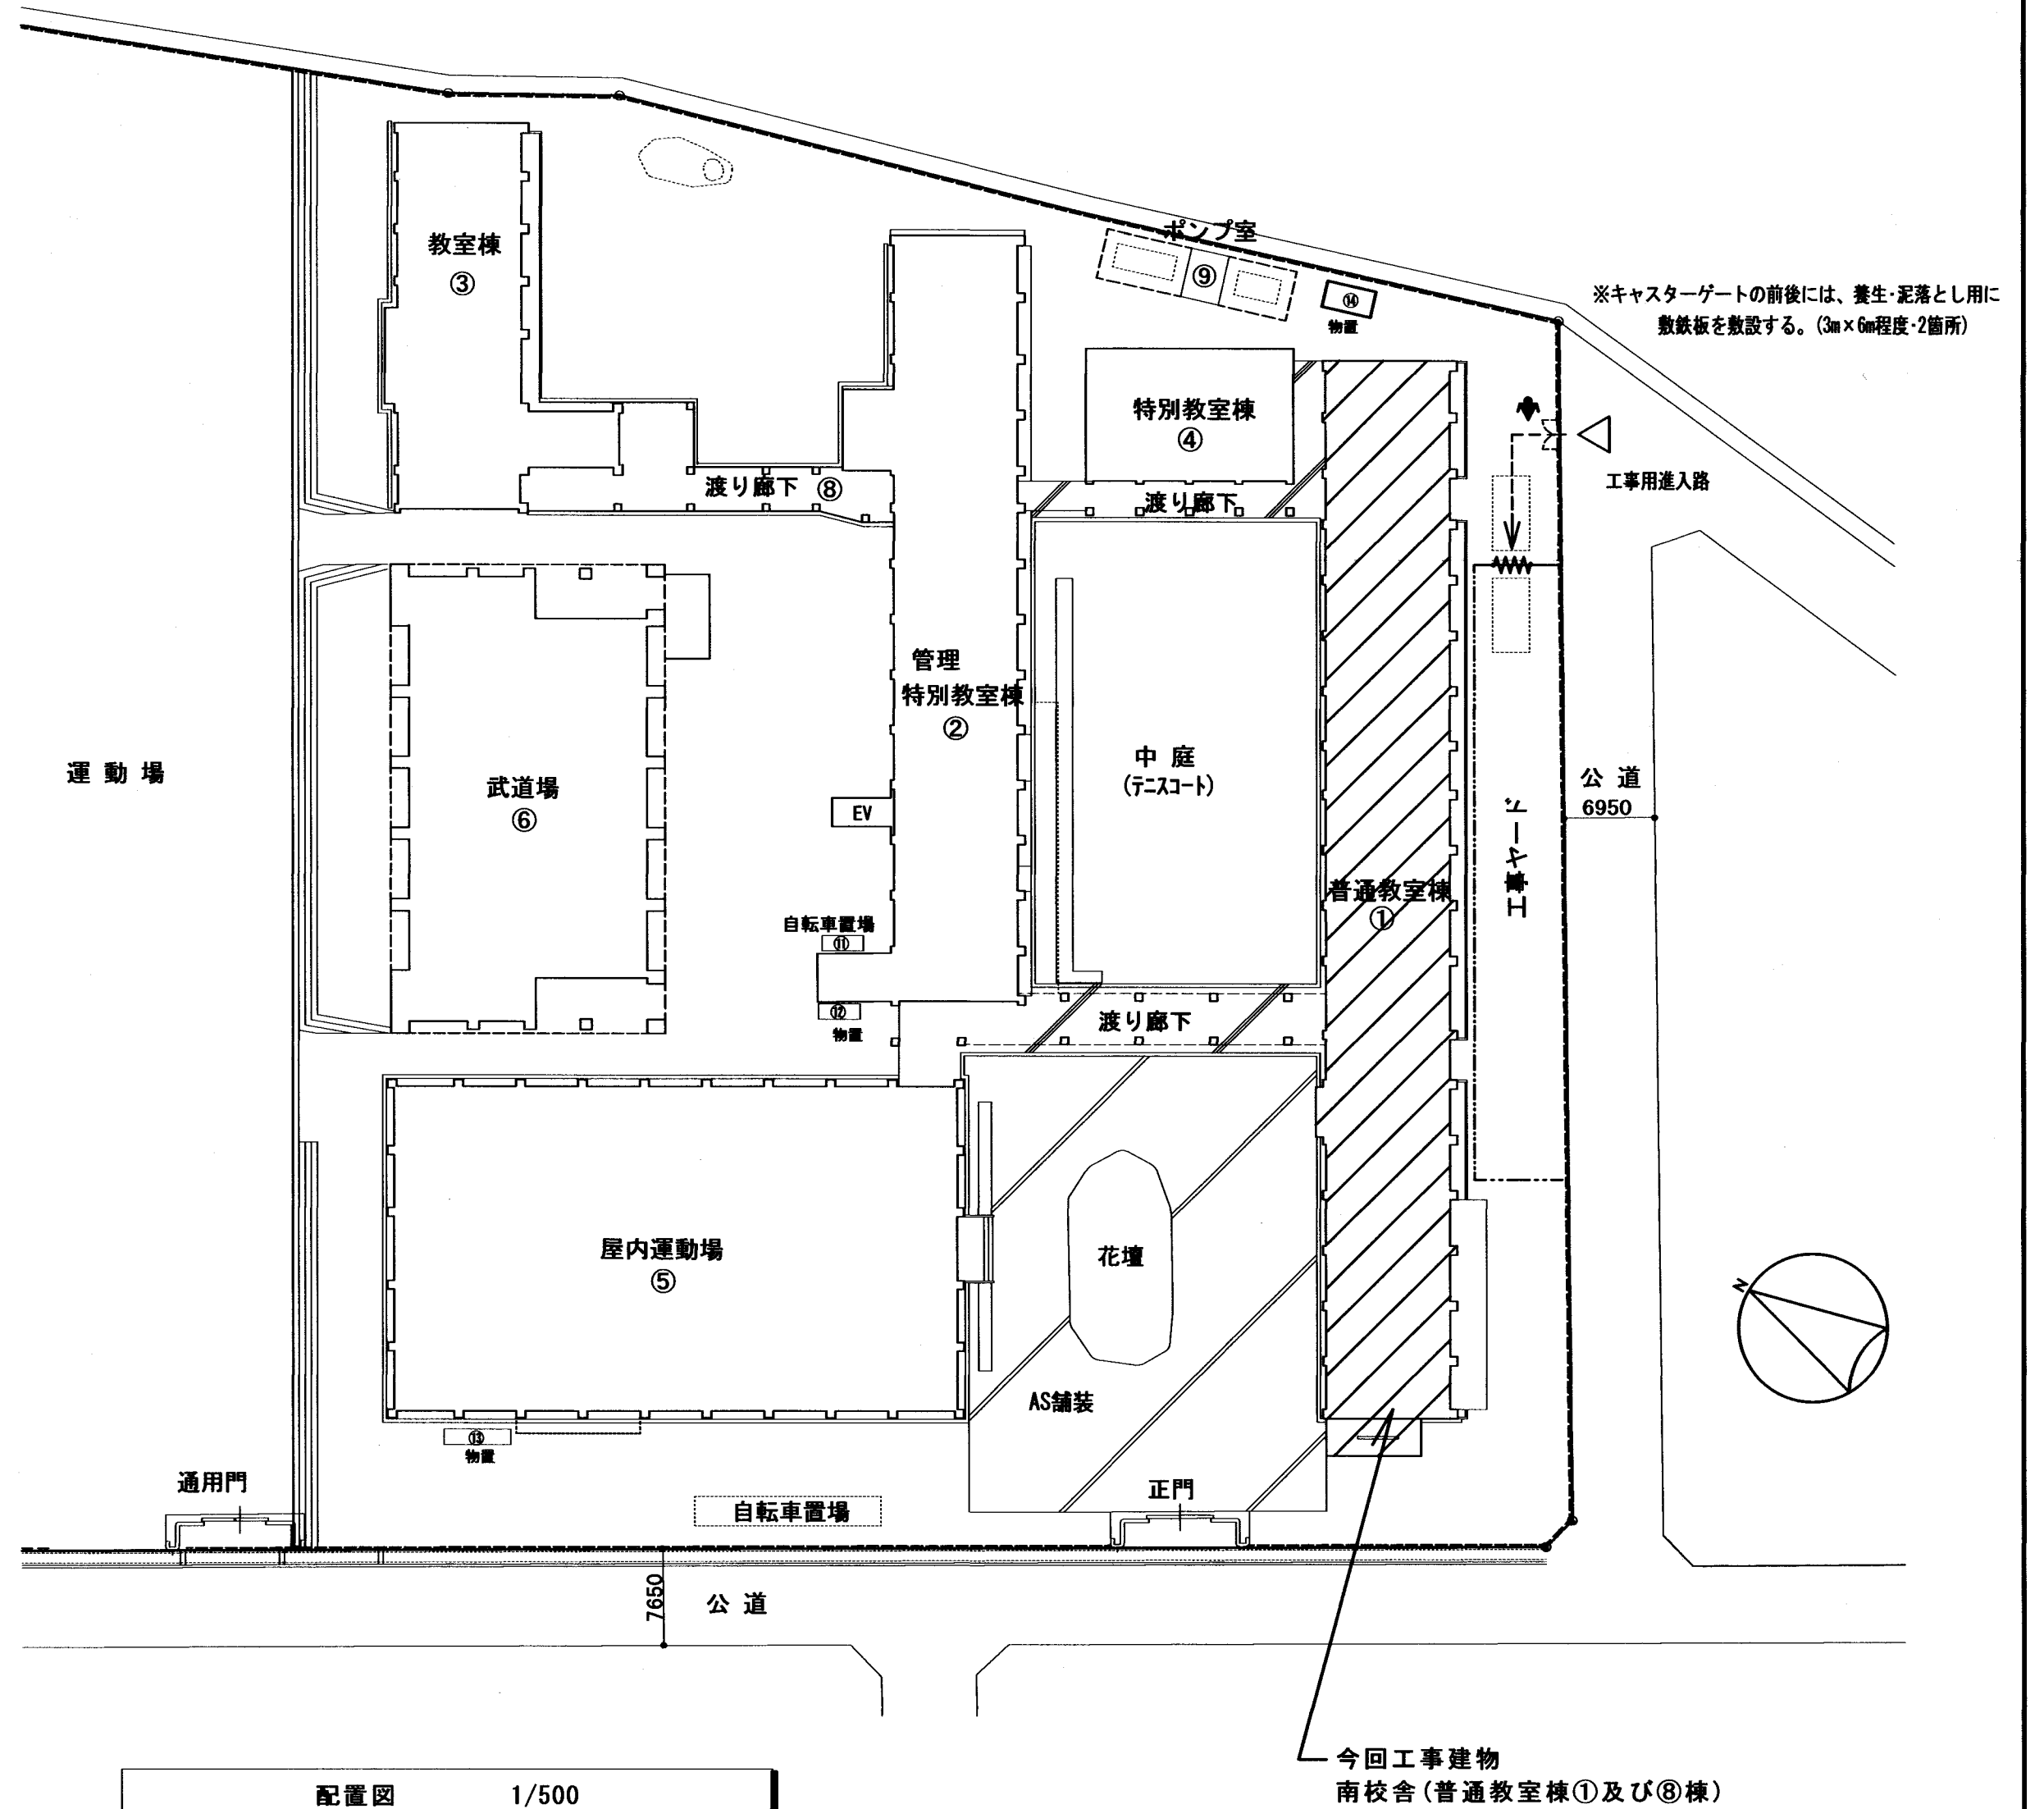 ポンプ室
⑨
⑭
物置
※キャスターゲートの前後には、養生・泥落とし用に
敷鉄板を敷設する。(3m×6m程度・2箇所)
教室棟
③
特別教室棟
④
工事用進入路
渡り廊下 ⑧
渡り廊下
管理
特別教室棟
②
中 庭
(テニスコート)
運 動 場
武道場
⑥
EV
公 道
6950
工事ヤード
普通教室棟
①
自転車置場
⑪
⑫
物置
渡り廊下
屋内運動場
⑤
花壇
N
AS舗装
⑬
物置
通用門
自転車置場
正門
7650
公 道
今回工事建物
南校舎(普通教室棟①及び⑧棟)
配置図 1/500